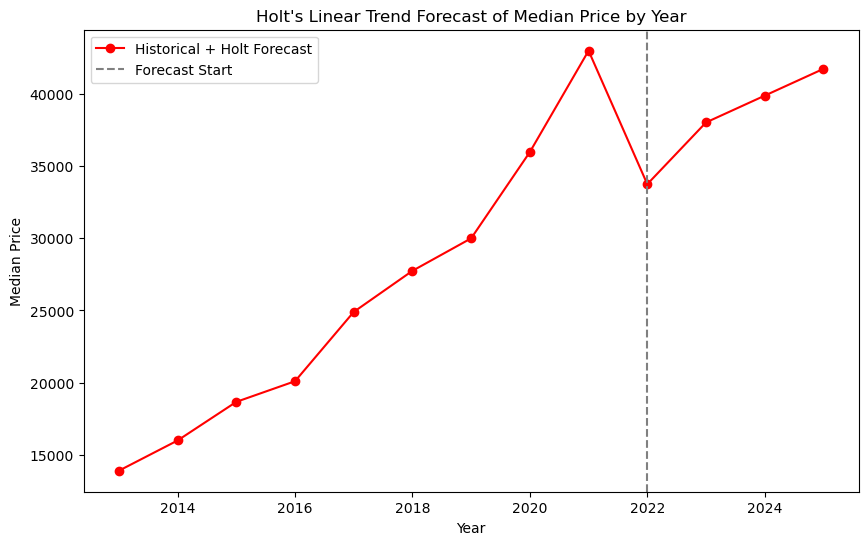 Holt's Linear Trend Forecast of Median Price by Year
Historical + Holt Forecast
Forecast Start
Median Price
40000
35000
30000
25000
20000
15000
2014
2016
2018
2020
2022
2024
Year